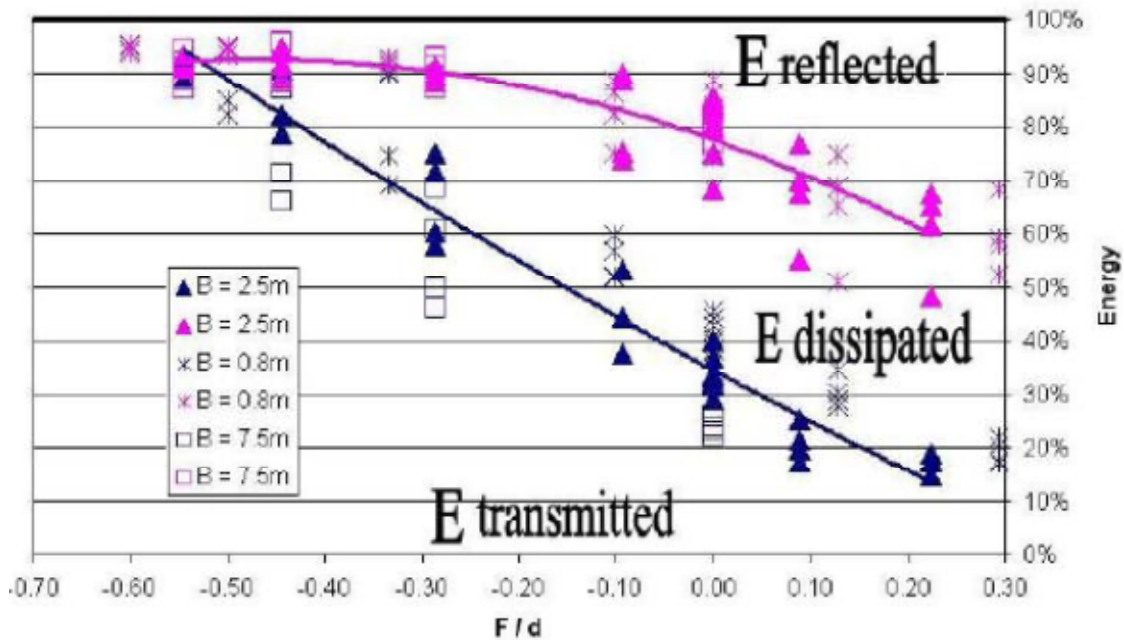 E reflected
E dissipated
E transmitted
B = 2.5m
B = 2.5m
B = 0.8m
B = 0.8m
B = 7.5m
B = 7.5m
100%
90%
80%
70%
60%
50%
40%
30%
20%
10%
0%
Energy
-0.70 -0.60 -0.50 -0.40 -0.30 -0.20 -0.10 0.00 0.10 0.20 0.30
F / d